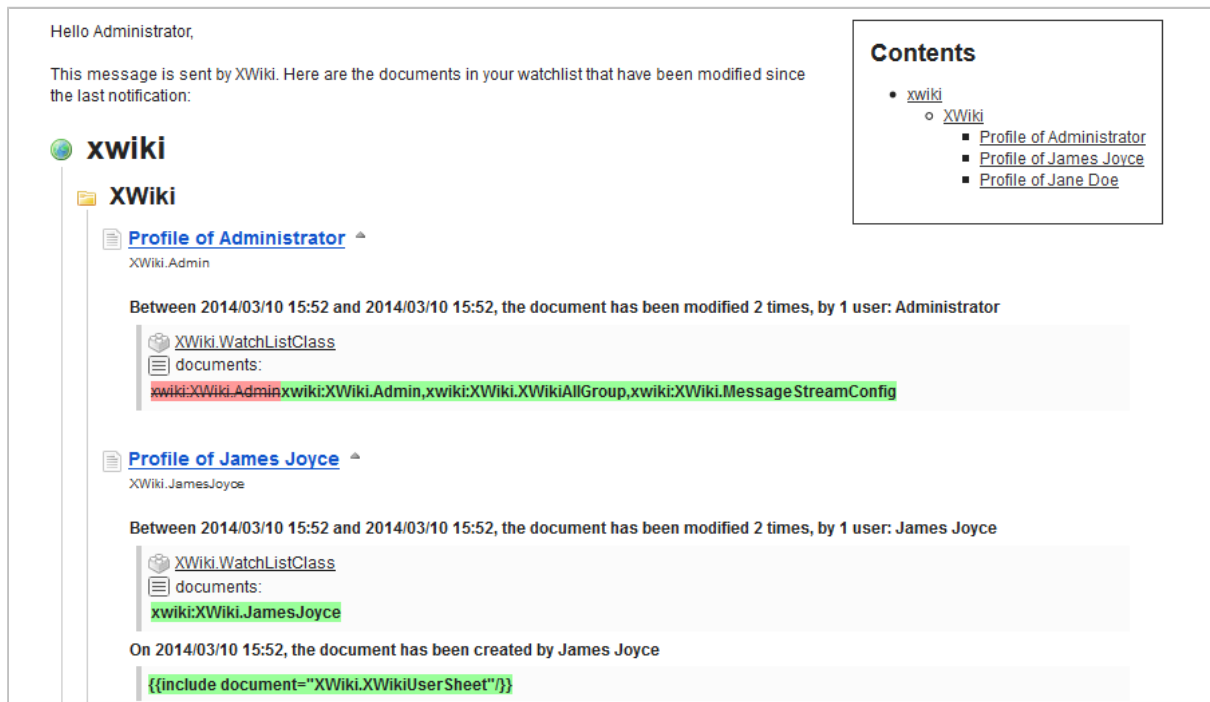 Hello Administrator,
This message is sent by XWiki. Here are the documents in your watchlist that have been modified since
the last notification:
Contents
xwiki
XWiki
Profile of Administrator
Profile of James Joyce
Profile of Jane Doe
xwiki
XWiki
Profile of Administrator
XWiki.Admin
Between 2014/03/10 15:52 and 2014/03/10 15:52, the document has been modified 2 times, by 1 user: Administrator
XWiki.WatchListClass
documents:
xwiki:XWiki.Adminxwiki:XWiki.Admin,xwiki:XWiki.XWikiAllGroup,xwiki:XWiki.MessageStreamConfig
Profile of James Joyce
XWiki.JamesJoyce
Between 2014/03/10 15:52 and 2014/03/10 15:52, the document has been modified 2 times, by 1 user: James Joyce
XWiki.WatchListClass
documents:
xwiki:XWiki.JamesJoyce
On 2014/03/10 15:52, the document has been created by James Joyce
{{include document="XWiki.XWikiUserSheet"/}}